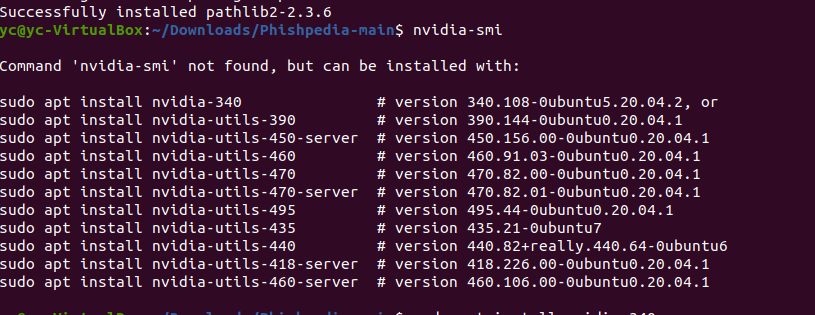 Successfully installed pathlib2-2.3.6
yc@yc-VirtualBox:~/Downloads/Phishpedia-main$ nvidia-smi
Command 'nvidia-smi' not found, but can be installed with:
sudo apt install nvidia-340 # version 340.108-0ubuntu5.20.04.2, or
sudo apt install nvidia-utils-390 # version 390.144-0ubuntu0.20.04.1
sudo apt install nvidia-utils-450-server # version 450.156.00-0ubuntu0.20.04.1
sudo apt install nvidia-utils-460 # version 460.91.03-0ubuntu0.20.04.1
sudo apt install nvidia-utils-470 # version 470.82.00-0ubuntu0.20.04.1
sudo apt install nvidia-utils-470-server # version 470.82.01-0ubuntu0.20.04.1
sudo apt install nvidia-utils-495 # version 495.44-0ubuntu0.20.04.1
sudo apt install nvidia-utils-435 # version 435.21-0ubuntu7
sudo apt install nvidia-utils-440 # version 440.82+really.440.64-0ubuntu6
sudo apt install nvidia-utils-418-server # version 418.226.00-0ubuntu0.20.04.1
sudo apt install nvidia-utils-460-server # version 460.106.00-0ubuntu0.20.04.1